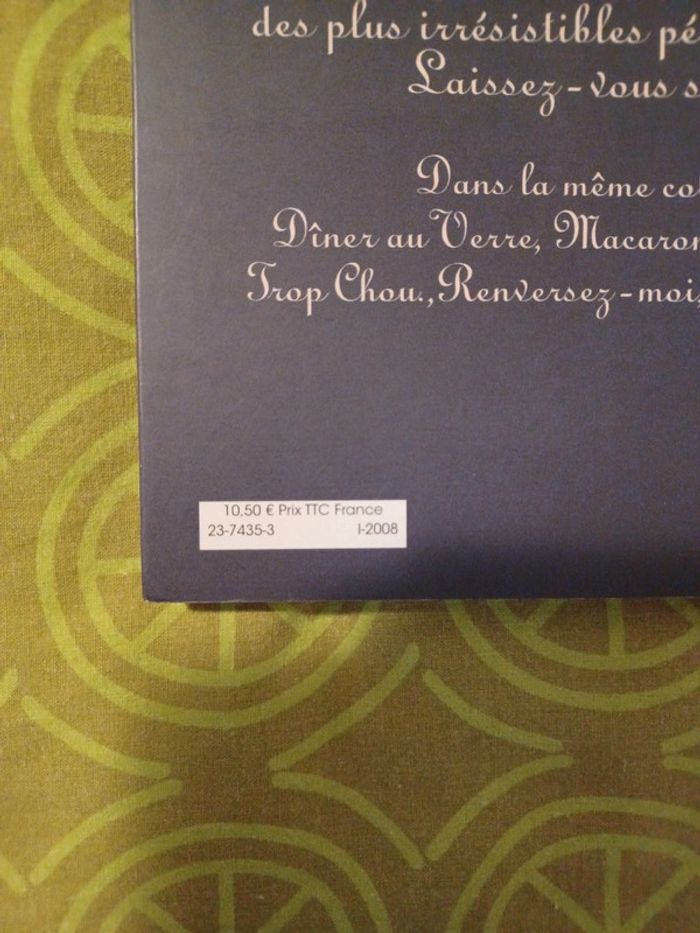 des plus irrésistibles pé
Laissez-vous s
Dans la même col
Dîner au Verre, Macaron
Trop Chou., Renversez-moi
10.50 € Prix TTC France
23-7435-3 I-2008